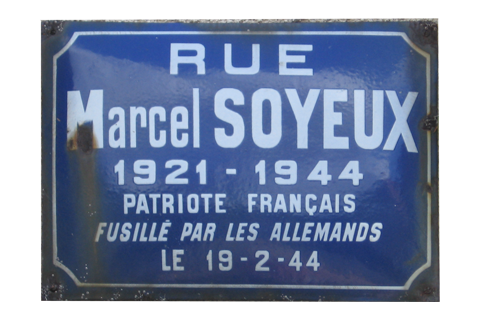 RUE
Marcel SOYEUX
1921 - 1944
PATRIOTE FRANÇAIS
FUSILLÉ PAR LES ALLEMANDS
LE 19-2-44